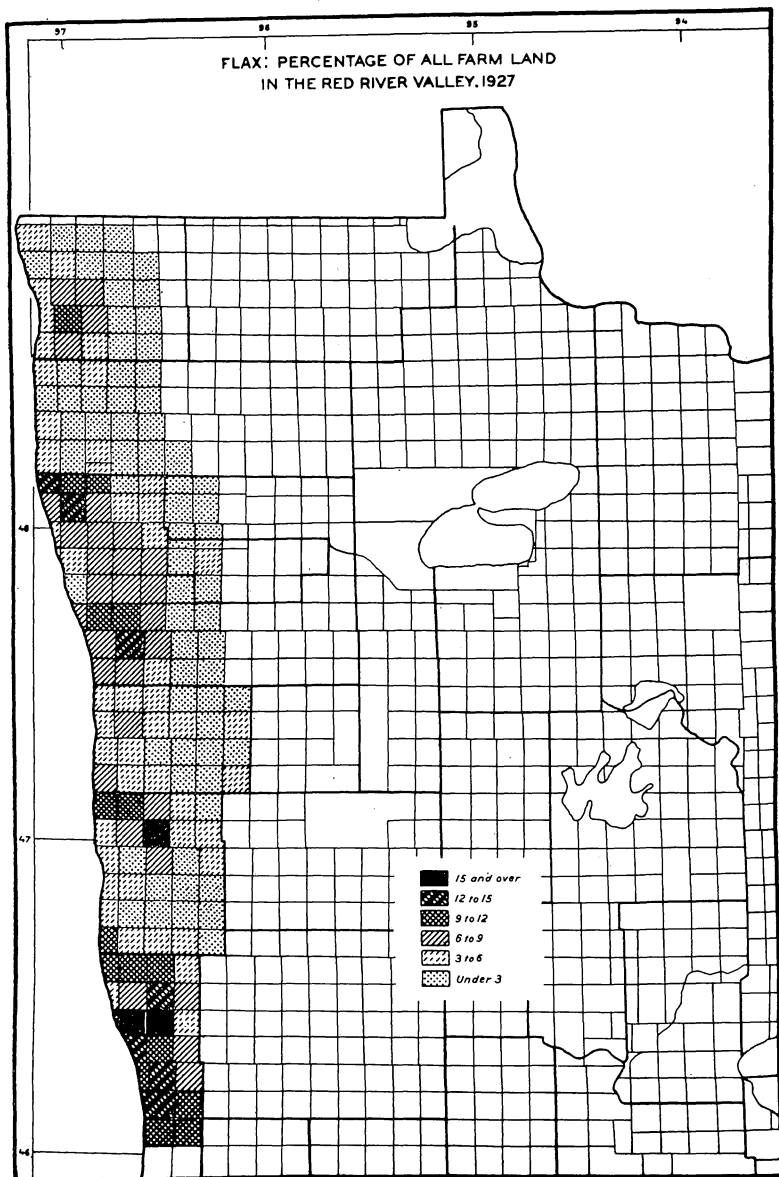 97 96 95 94
FLAX: PERCENTAGE OF ALL FARM LAND
IN THE RED RIVER VALLEY, 1927
48
47
15 and over
12 to 15
9 to 12
6 to 9
3 to 6
Under 3
46